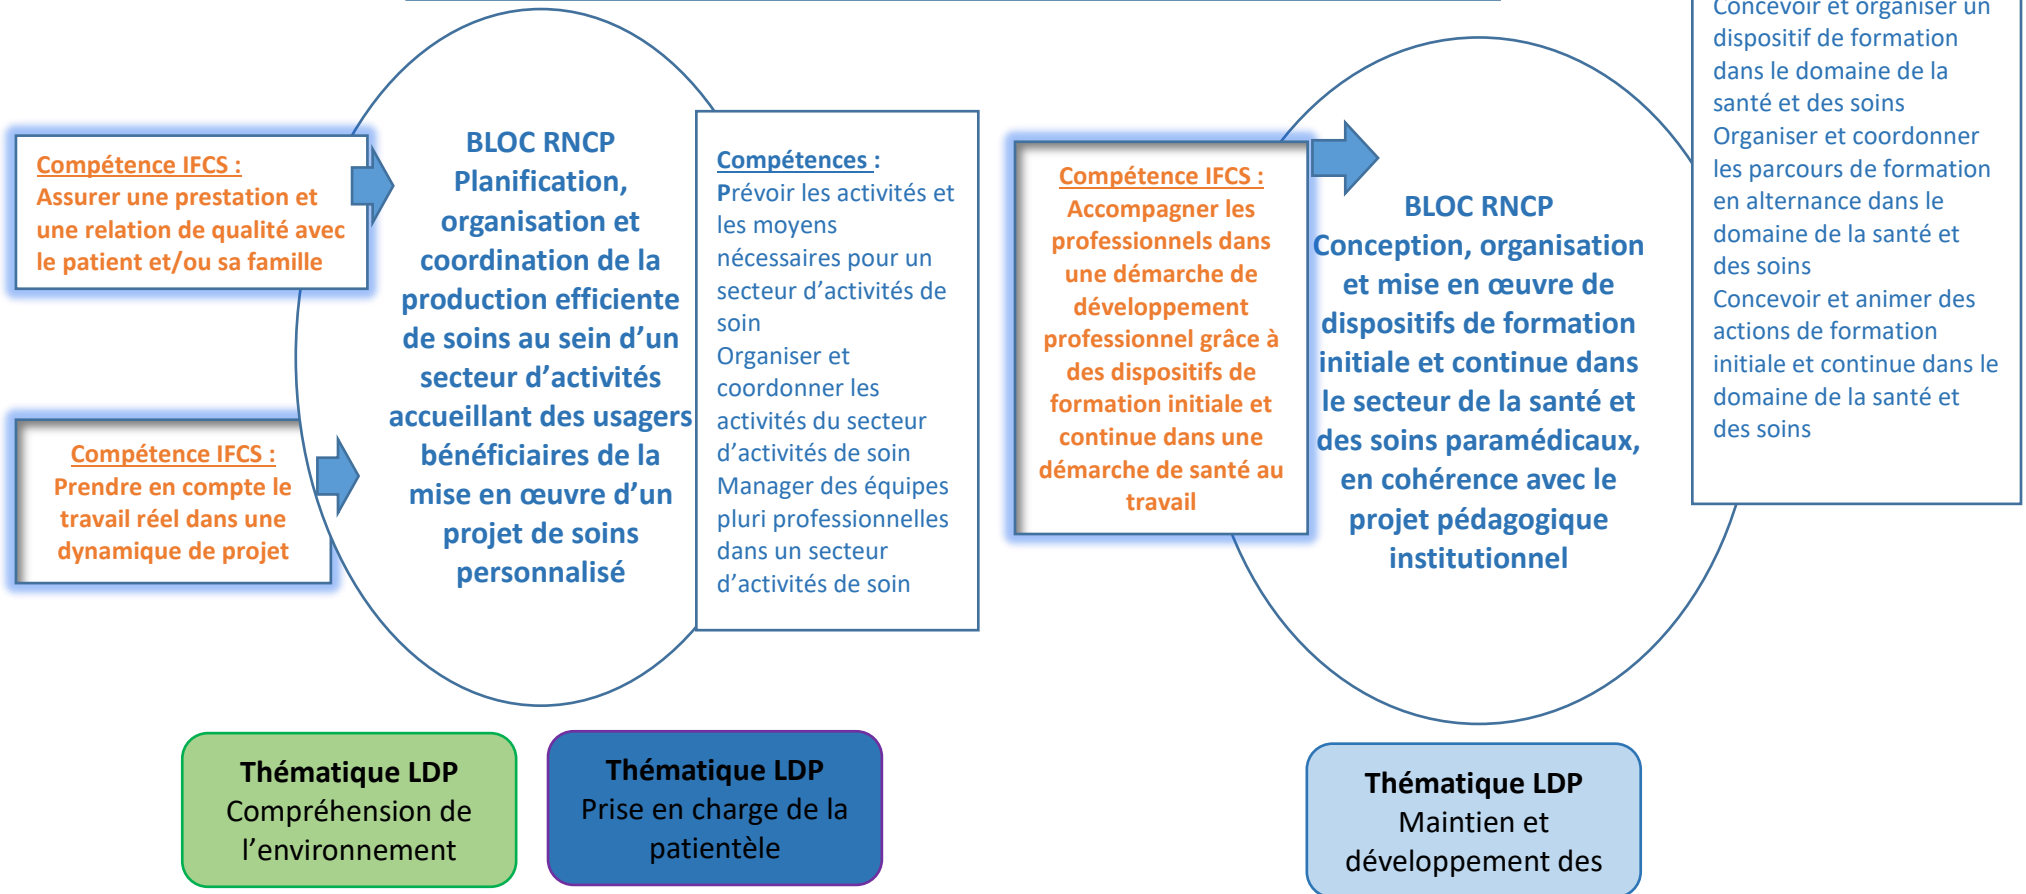 Compétence IFCS :
Assurer une prestation et
une relation de qualité avec
le patient et/ou sa famille
Compétence IFCS :
Prendre en compte le
travail réel dans une
dynamique de projet
BLOC RNCP
Planification,
organisation et
coordination de la
production efficiente
de soins au sein d’un
secteur d’activités
accueillant des usagers
bénéficiaires de la
mise en œuvre d’un
projet de soins
personnalisé
Compétences :
Prévoir les activités et
les moyens
nécessaires pour un
secteur d’activités de
soin
Organiser et
coordonner les
activités du secteur
d’activités de soin
Manager des équipes
pluri professionnelles
dans un secteur
d’activités de soin
Compétence IFCS :
Accompagner les
professionnels dans
une démarche de
développement
professionnel grâce à
des dispositifs de
formation initiale et
continue dans une
démarche de santé au
travail
BLOC RNCP
Conception, organisation
et mise en œuvre de
dispositifs de formation
initiale et continue dans
le secteur de la santé et
des soins paramédicaux,
en cohérence avec le
projet pédagogique
institutionnel
Concevoir et organiser un
dispositif de formation
dans le domaine de la
santé et des soins
Organiser et coordonner
les parcours de formation
en alternance dans le
domaine de la santé et
des soins
Concevoir et animer des
actions de formation
initiale et continue dans le
domaine de la santé et
des soins
Thématique LDP
Compréhension de
l’environnement
Thématique LDP
Prise en charge de la
patientèle
Thématique LDP
Maintien et
développement des